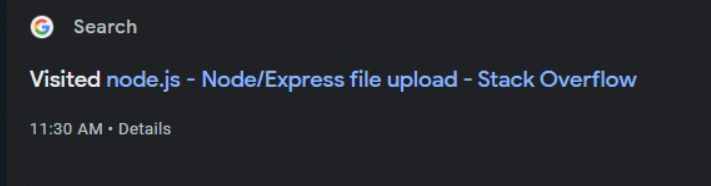 Search
Visited node.js - Node/Express file upload - Stack Overflow
11:30 AM • Details